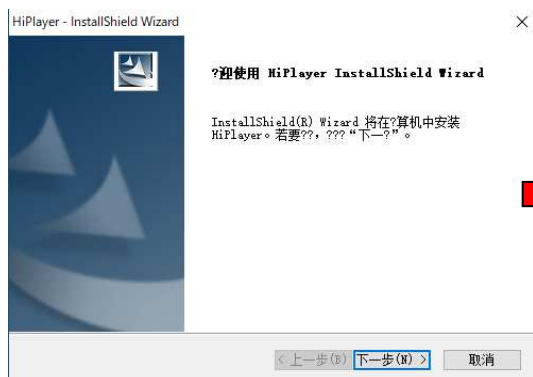 HiPlayer - InstallShield Wizard
?迎使用 HiPlayer InstallShield Wizard
InstallShield(R) Wizard 将在?算机中安装
HiPlayer。若要??，???“下一?”。
< 上一步(B)
下一步(N) >
取消